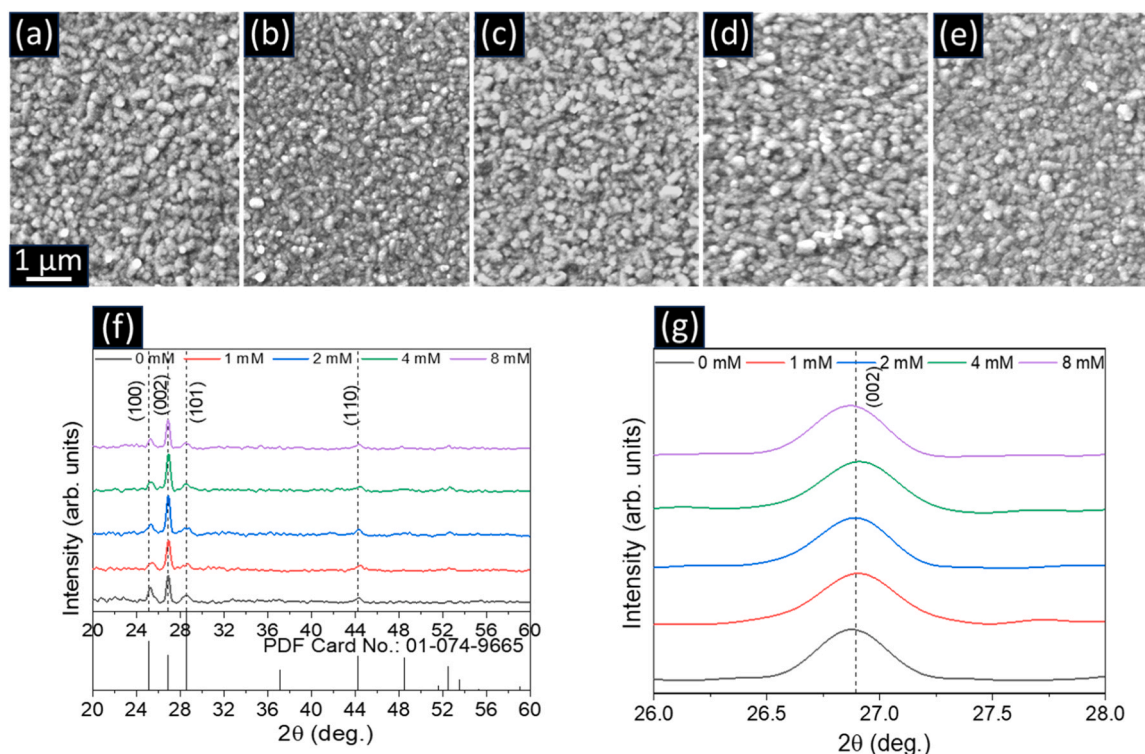 (a)
(b)
(c)
(d)
(e)
1 µm
(f)
0 mM 1 mM 2 mM 4 mM 8 mM
(100)
(002)
(101)
(110)
Intensity (arb. units)
20 24 28 32 36 40 44 48 52 56 60
PDF Card No.: 01-074-9665
20 24 28 32 36 40 44 48 52 56 60
2θ (deg.)
(g)
0 mM 1 mM 2 mM 4 mM 8 mM
(002)
Intensity (arb. units)
26.0 26.5 27.0 27.5 28.0
2θ (deg.)